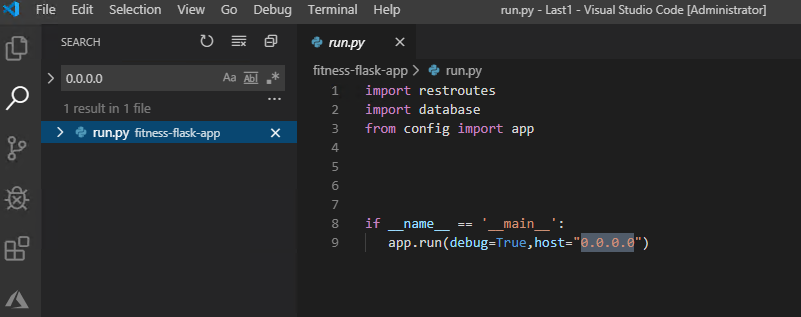 File Edit Selection View Go Debug Terminal Help run.py - Last1 - Visual Studio Code [Administrator]
SEARCH
0.0.0.0 Aa Abl .*
1 result in 1 file
...
run.py fitness-flask-app
run.py
fitness-flask-app > run.py
1 import restroutes
2 import database
3 from config import app
4
5
6
7
8 if __name__ == '__main__':
9 app.run(debug=True,host="0.0.0.0")